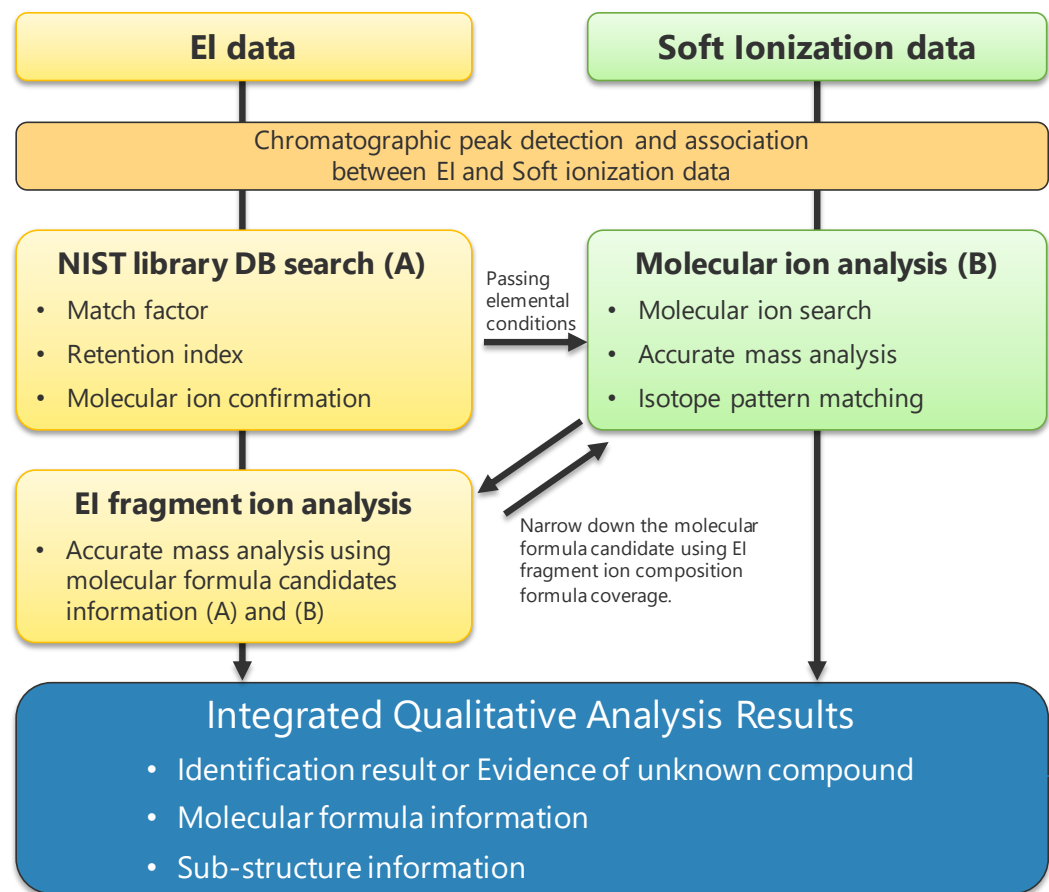 EI data
Soft Ionization data
Chromatographic peak detection and association
between EI and Soft ionization data
NIST library DB search (A)
• Match factor
• Retention index
• Molecular ion confirmation
Passing
elemental
conditions
Molecular ion analysis (B)
• Molecular ion search
• Accurate mass analysis
• Isotope pattern matching
EI fragment ion analysis
• Accurate mass analysis using
molecular formula candidates
information (A) and (B)
Narrow down the molecular
formula candidate using EI
fragment ion composition
formula coverage.
Integrated Qualitative Analysis Results
• Identification result or Evidence of unknown compound
• Molecular formula information
• Sub-structure information